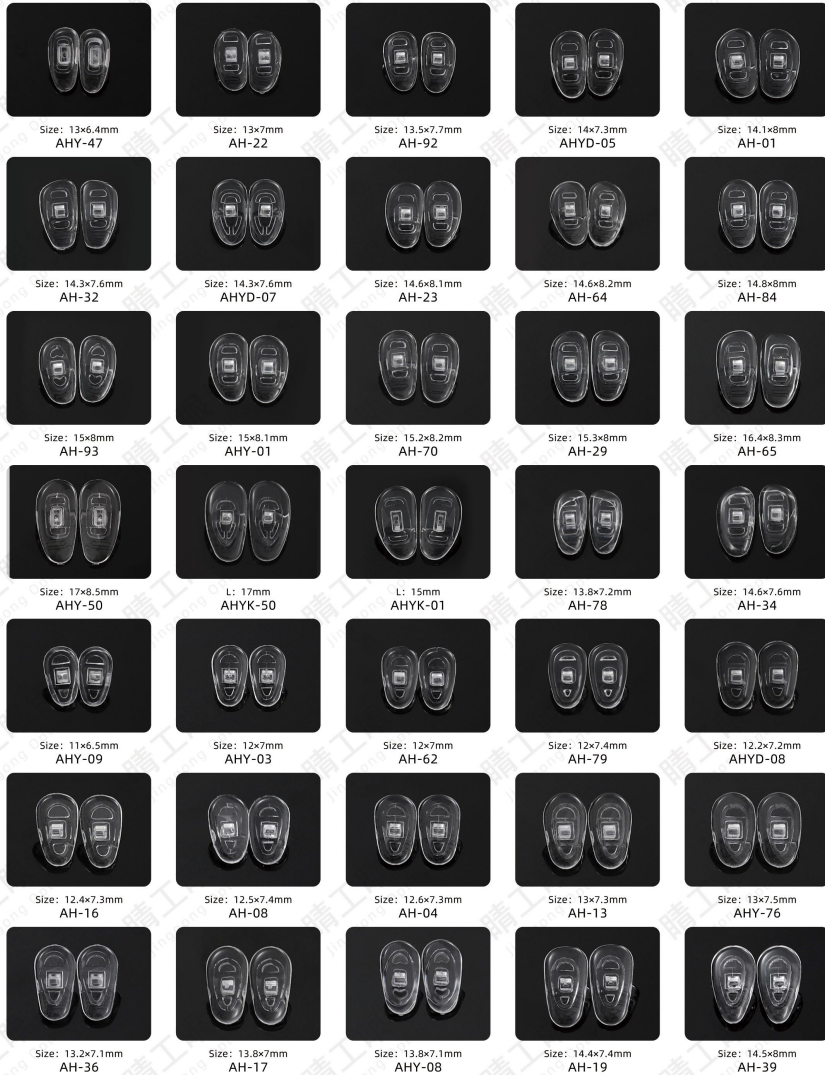 Size: 13×6.4mm
AHY-47
Size: 13×7mm
AH-22
Size: 13.5×7.7mm
AH-92
Size: 14×7.3mm
AHYD-05
Size: 14.1×8mm
AH-01
Size: 14.3×7.6mm
AH-32
Size: 14.3×7.6mm
AHYD-07
Size: 14.6×8.1mm
AH-23
Size: 14.6×8.2mm
AH-64
Size: 14.8×8mm
AH-84
Size: 15×8mm
AH-93
Size: 15×8.1mm
AHY-01
Size: 15.2×8.2mm
AH-70
Size: 15.3×8mm
AH-29
Size: 16.4×8.3mm
AH-65
Size: 17×8.5mm
AHY-50
L: 17mm
AHYK-50
L: 15mm
AHYK-01
Size: 13.8×7.2mm
AH-78
Size: 14.6×7.6mm
AH-34
Size: 11×6.5mm
AHY-09
Size: 12×7mm
AHY-03
Size: 12×7mm
AH-62
Size: 12×7.4mm
AH-79
Size: 12.2×7.2mm
AHYD-08
Size: 12.4×7.3mm
AH-16
Size: 12.5×7.4mm
AH-08
Size: 12.6×7.3mm
AH-04
Size: 13×7.3mm
AH-13
Size: 13×7.5mm
AHY-76
Size: 13.2×7.1mm
AH-36
Size: 13.8×7mm
AH-17
Size: 13.8×7.1mm
AHY-08
Size: 14.4×7.4mm
AH-19
Size: 14.5×8mm
AH-39